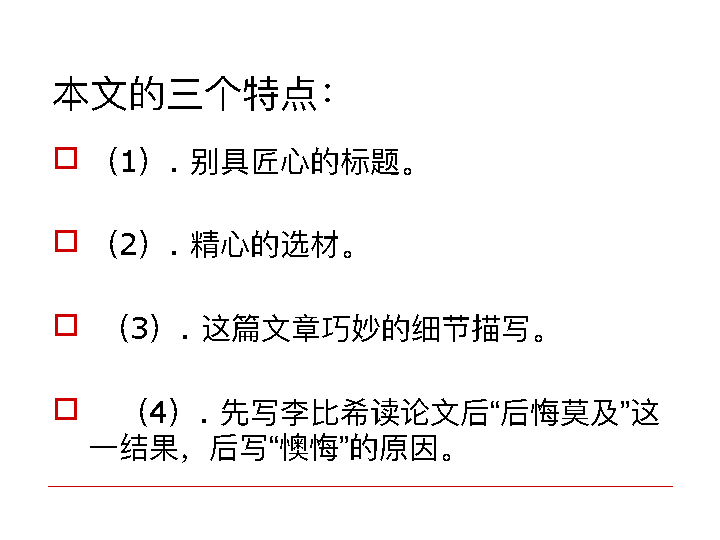 本文的三个特点：
（1）. 别具匠心的标题。
（2）. 精心的选材。
（3）. 这篇文章巧妙的细节描写。
（4）. 先写李比希读论文后“后悔莫及”这
一结果，后写“懊悔”的原因。